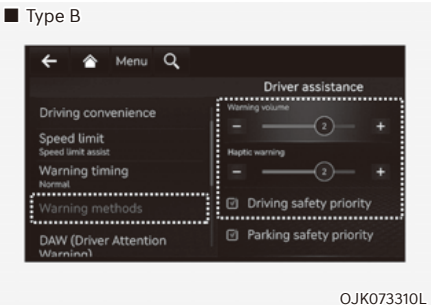 ■ Type B
Menu
Driver assistance
Driving convenience
Speed limit
Speed limit assist
Warning timing
Normal
Warning methods
DAW (Driver Attention
Warning)
Warning volume
- 2 +
Haptic warning
- 2 +
Driving safety priority
Parking safety priority
OJK073310L